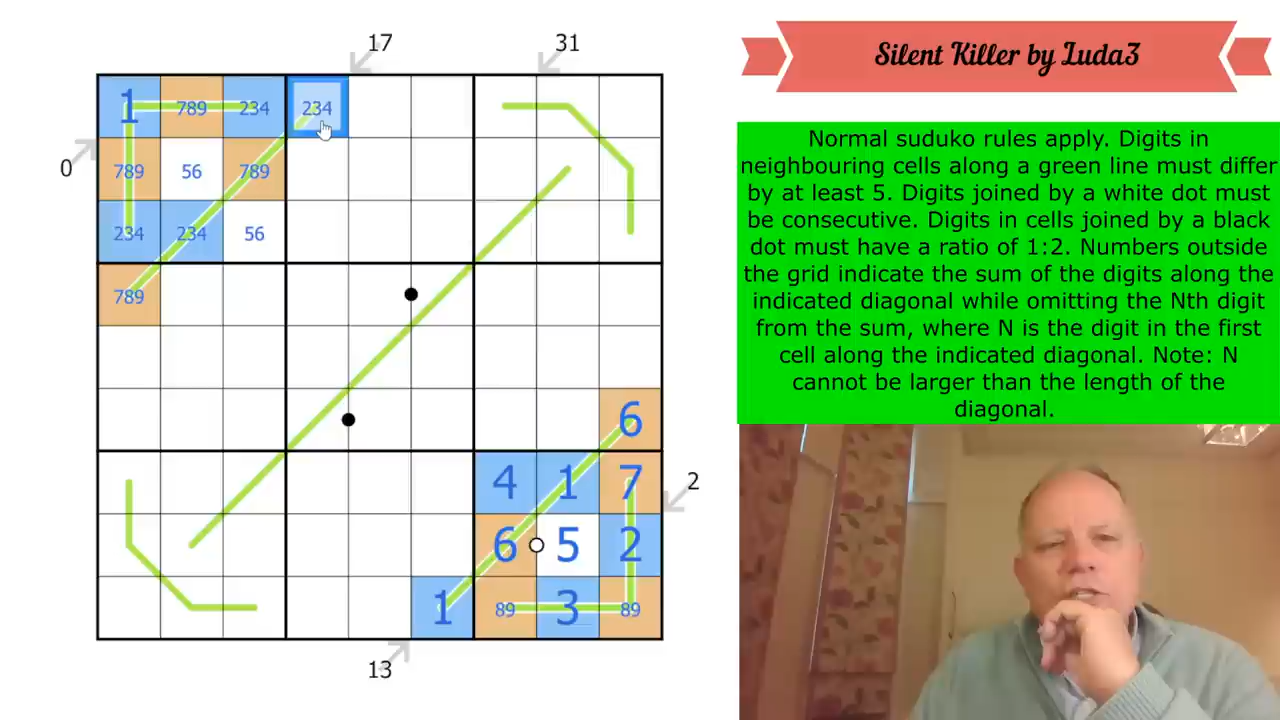 17 31
Silent Killer by Luda3
1 789 234 234
0
789 56 789
234 234 56
789
6
4 1 7
2
6 5 2
1 89 3 89
13
Normal suduko rules apply. Digits in
neighbouring cells along a green line must differ
by at least 5. Digits joined by a white dot must
be consecutive. Digits in cells joined by a black
dot must have a ratio of 1:2. Numbers outside
the grid indicate the sum of the digits along the
indicated diagonal while omitting the Nth digit
from the sum, where N is the digit in the first
cell along the indicated diagonal. Note: N
cannot be larger than the length of the
diagonal.